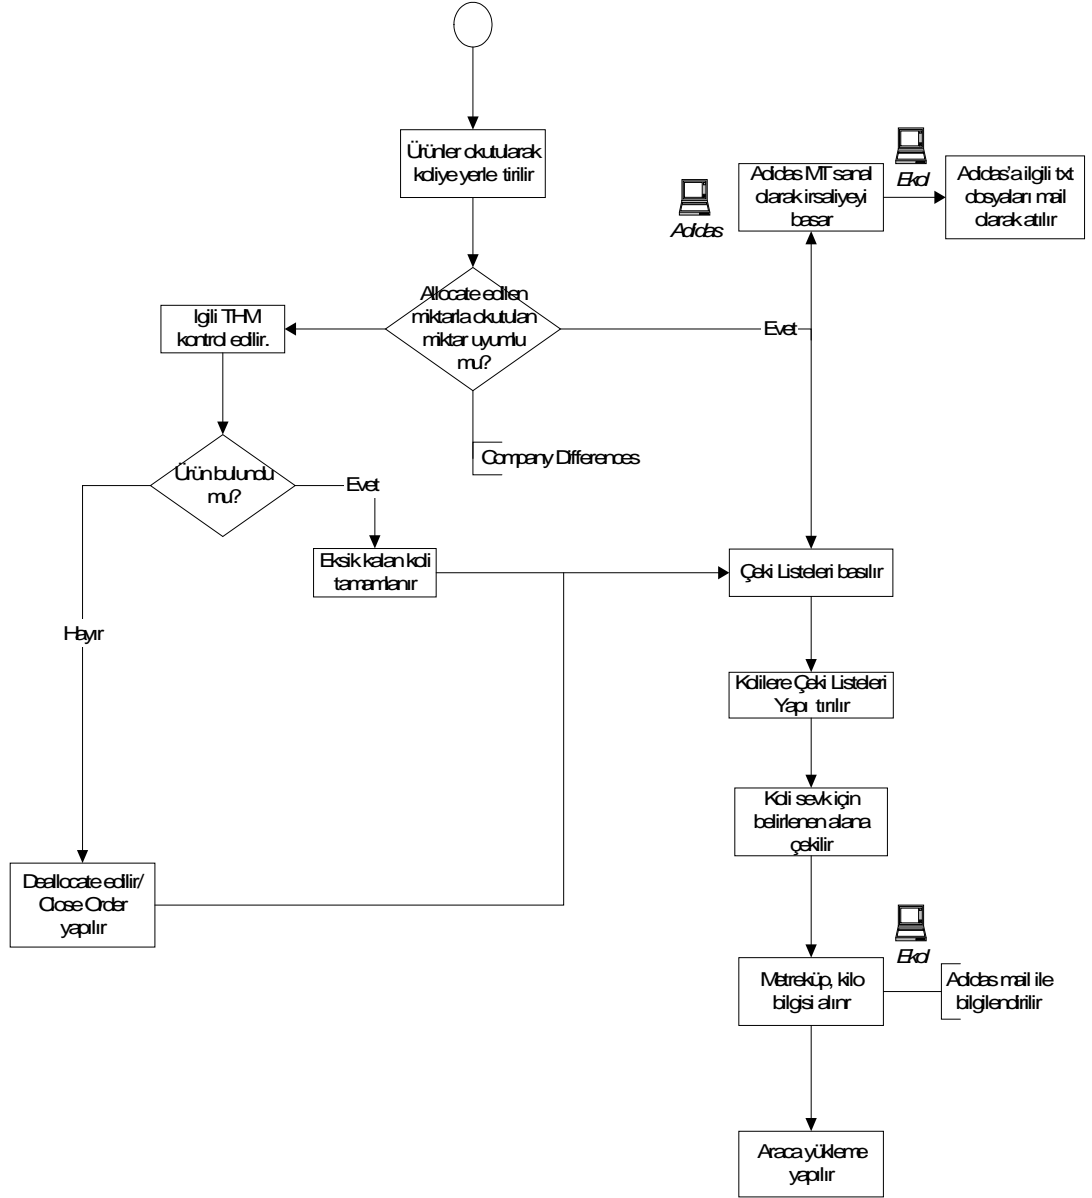 Ürünler okutularak
koliye yerle tirilir
Adidas MT sanal
olarak irsaliyeyi
basar
Ekol
Adidas'a ilgili txt
dosyaları mail
olarak atılır
Adidas
Allocate edilen
miktarla okutulan
miktar uyumlu
mu?
Evet
Ilgili THM
kontrol edilir.
Company Differences
Ürün bulundu
mu?
Evet
Eksik kalan koli
tamamlanır
Çeki Listeleri basılır
Hayır
Kolilere Çeki Listeleri
Yapı tırılır
Koli sevk için
belirlenen alana
çekilir
Deallocate edilir/
Close Order
yapılır
Ekol
Metreküp, kilo
bilgisi alınr
Adidas mail ile
bilgilendirilir
Araca yükleme
yapılır